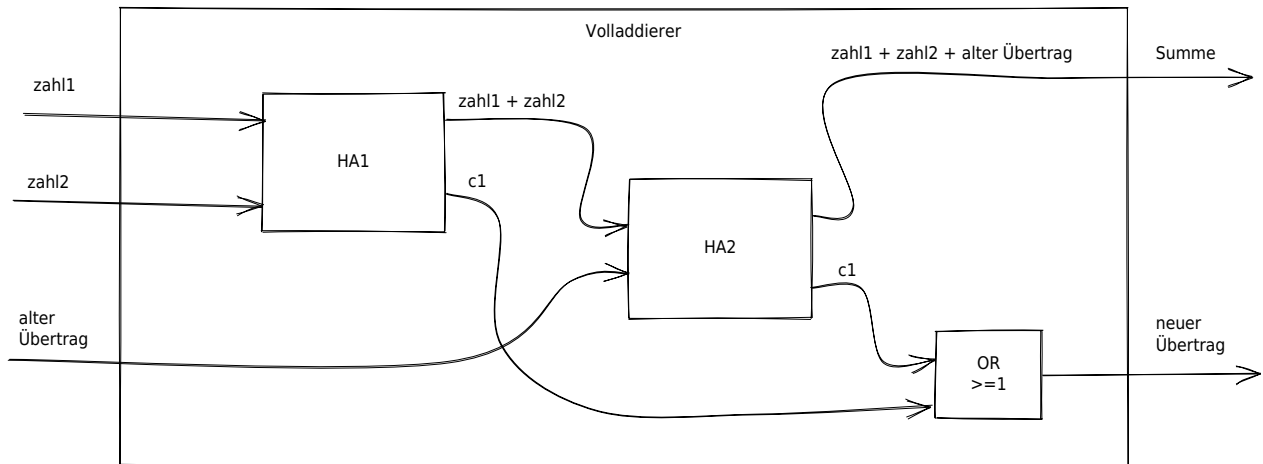 Volladdierer
zahl1 + zahl2 + alter Übertrag
Summe
zahl1
zahl1 + zahl2
HA1
zahl2
c1
HA2
c1
alter
Übertrag
neuer
Übertrag
OR
>=1